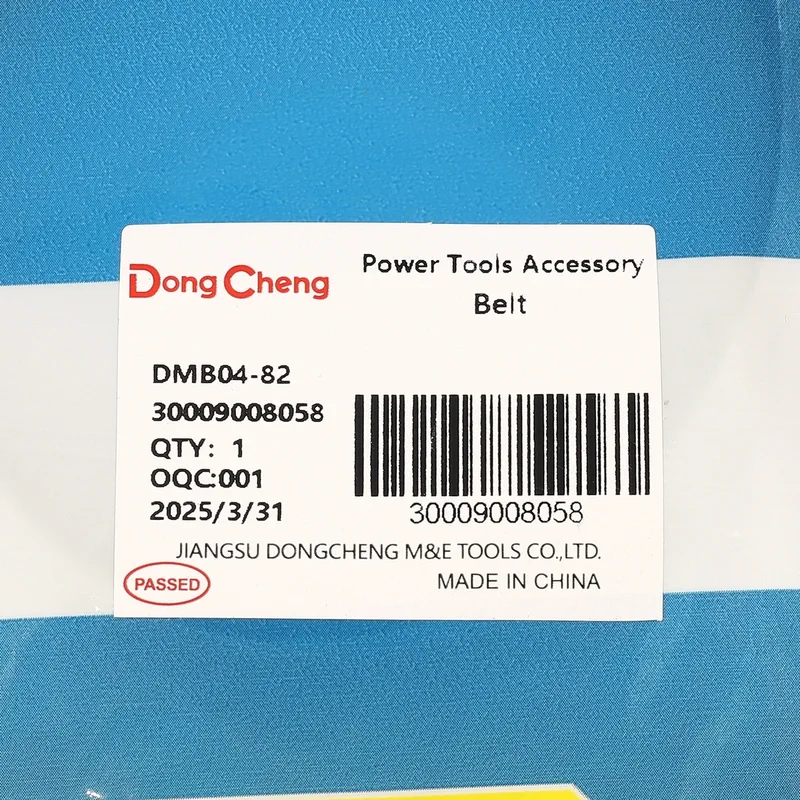 Dong Cheng
Power Tools Accessory
Belt
DMB04-82
30009008058
QTY: 1
OQC:001
2025/3/31
30009008058
JIANGSU DONGCHENG M&E TOOLS CO.,LTD.
PASSED
MADE IN CHINA